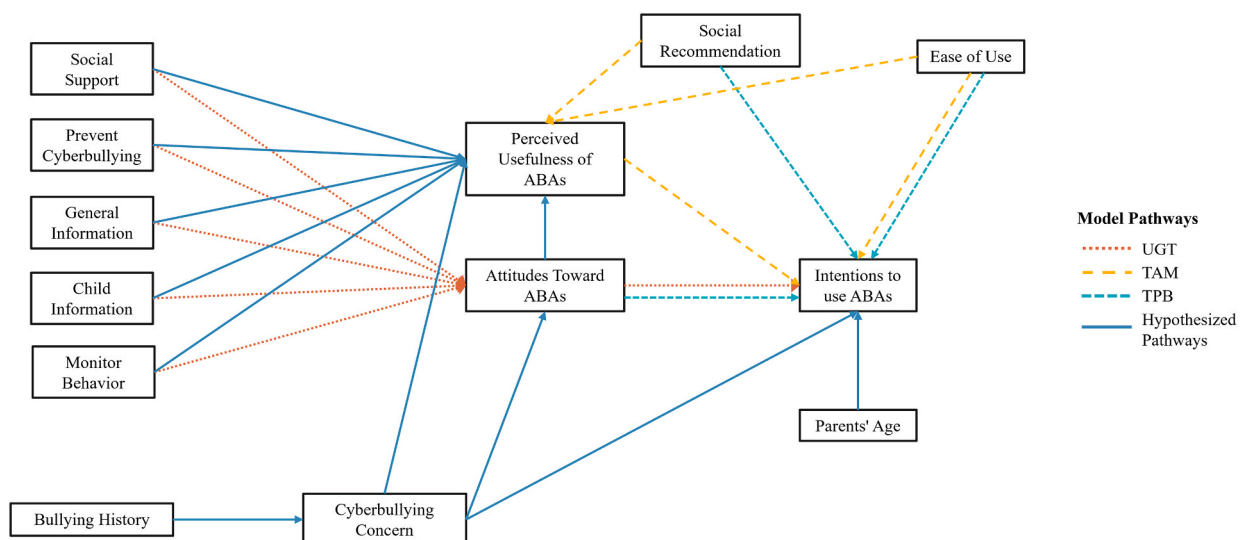 Social
Support
Prevent
Cyberbullying
General
Information
Child
Information
Monitor
Behavior
Bullying History
Cyberbullying
Concern
Perceived
Usefulness of
ABAs
Attitudes Toward
ABAs
Social
Recommendation
Ease of Use
Intentions to
use ABAs
Parents' Age
Model Pathways
UGT
TAM
TPB
Hypothesized
Pathways